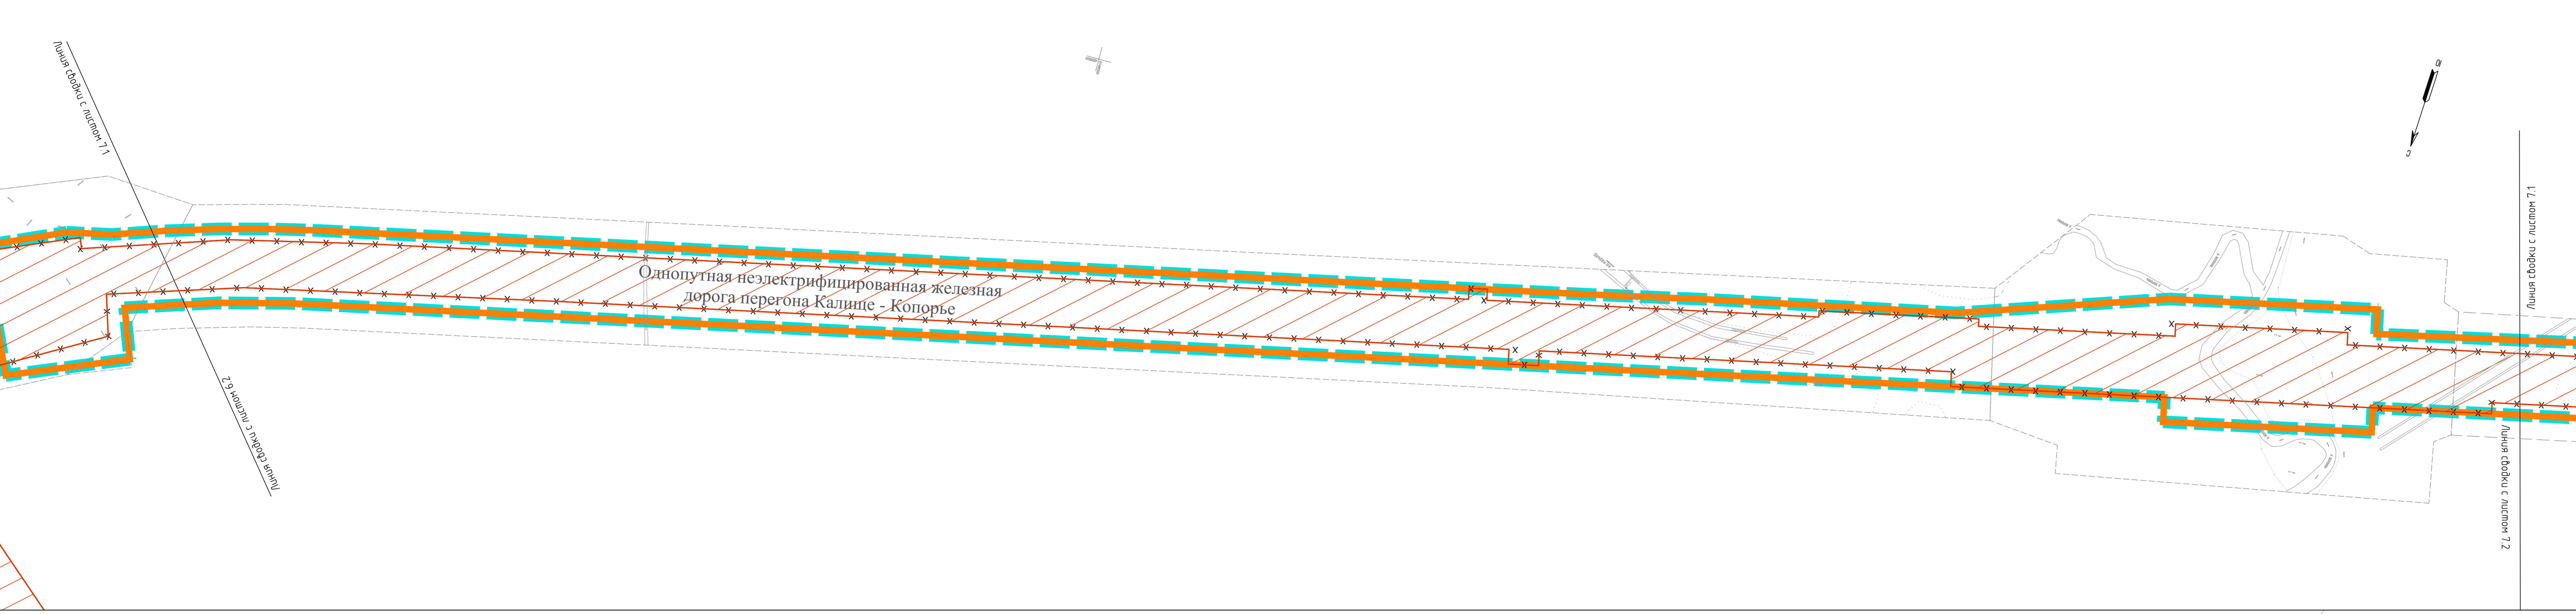 Линия сводки с листом 7.1
Линия сводки с листом 6.2
Однопутная неэлектрифицированная железная
дорога перегона Калище - Копорье
Ю
С
Линия сводки с листом 7.1
Линия сводки с листом 7.2